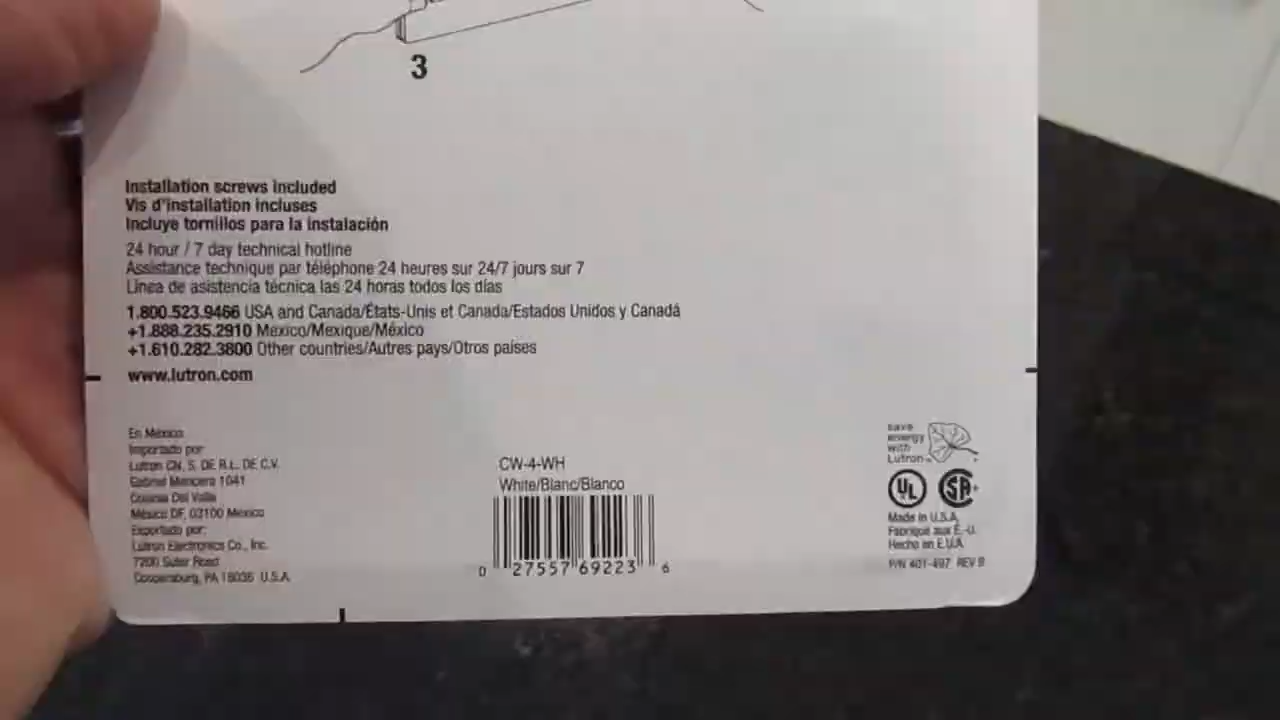 3
Installation screws included
Vis d'installation incluses
Incluye tornillos para la instalación
24 hour / 7 day technical hotline
Assistance technique par téléphone 24 heures sur 24/7 jours sur 7
Línea de asistencia técnica las 24 horas todos los días
1.800.523.9466 USA and Canada/États-Unis et Canada/Estados Unidos y Canadá
+1.888.235.2910 Mexico/Mexique/México
+1.610.282.3800 Other countries/Autres pays/Otros países
www.lutron.com
En México
Importado por
Lutron CN, S. DE R.L. DE C.V.
Gabriel Mancera 1041
Colonia Del Valle
México DF, 03100 México
Exportado por:
Lutron Electronics Co., Inc.
7200 Suter Road
Coopersburg, PA 18036 U.S.A.
CW-4-WH
White/Blanc/Blanco
0 27557 69223 6
save
energy
with
Lutron
UL
SA
Made in U.S.A.
Fabriqué aux É.-U.
Hecho en E.U.A.
P/N 401-497 REV B